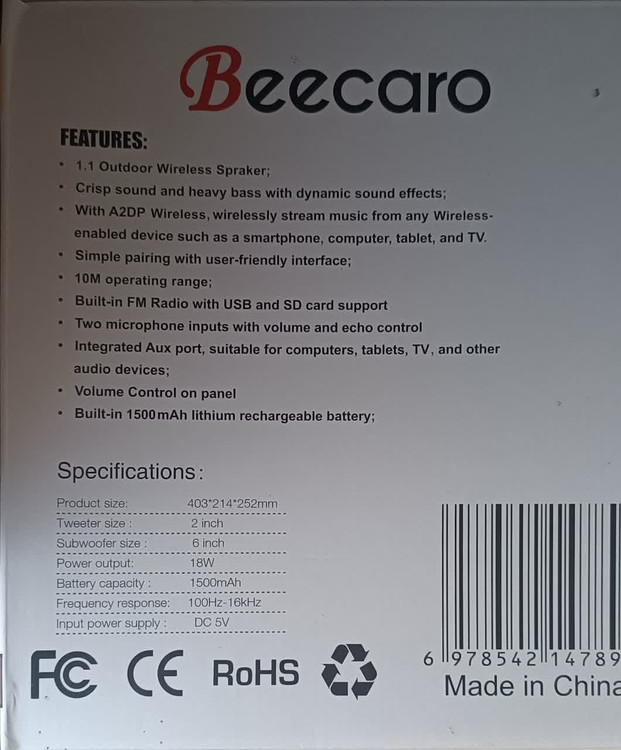 Beecaro
FEATURES:
• 1.1 Outdoor Wireless Spraker;
• Crisp sound and heavy bass with dynamic sound effects;
• With A2DP Wireless, wirelessly stream music from any Wireless-
enabled device such as a smartphone, computer, tablet, and TV.
• Simple pairing with user-friendly interface;
• 10M operating range;
• Built-in FM Radio with USB and SD card support
• Two microphone inputs with volume and echo control
• Integrated Aux port, suitable for computers, tablets, TV, and other
audio devices;
• Volume Control on panel
• Built-in 1500mAh lithium rechargeable battery;
Specifications:
Product size: 403*214*252mm
Tweeter size : 2 inch
Subwoofer size : 6 inch
Power output: 18W
Battery capacity : 1500mAh
Frequency response: 100Hz-16kHz
Input power supply : DC 5V
FC CE RoHS
6 978542 14789
Made in China